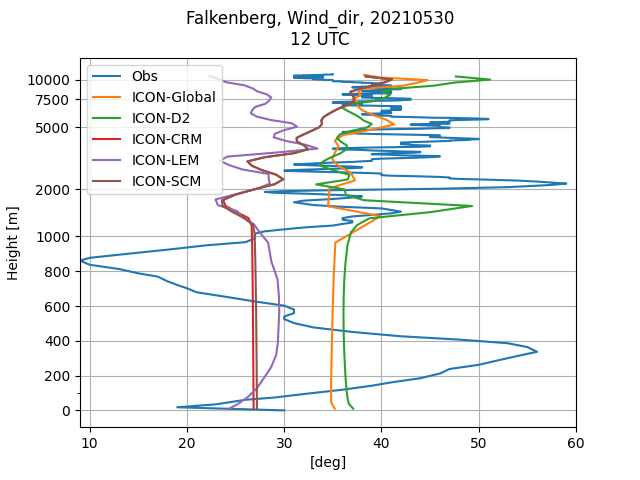 Falkenberg, Wind_dir, 20210530
12 UTC
Obs
ICON-Global
ICON-D2
ICON-CRM
ICON-LEM
ICON-SCM
Height [m]
10000
7500
5000
2000
1000
800
600
400
200
0
10 20 30 40 50 60
[deg]